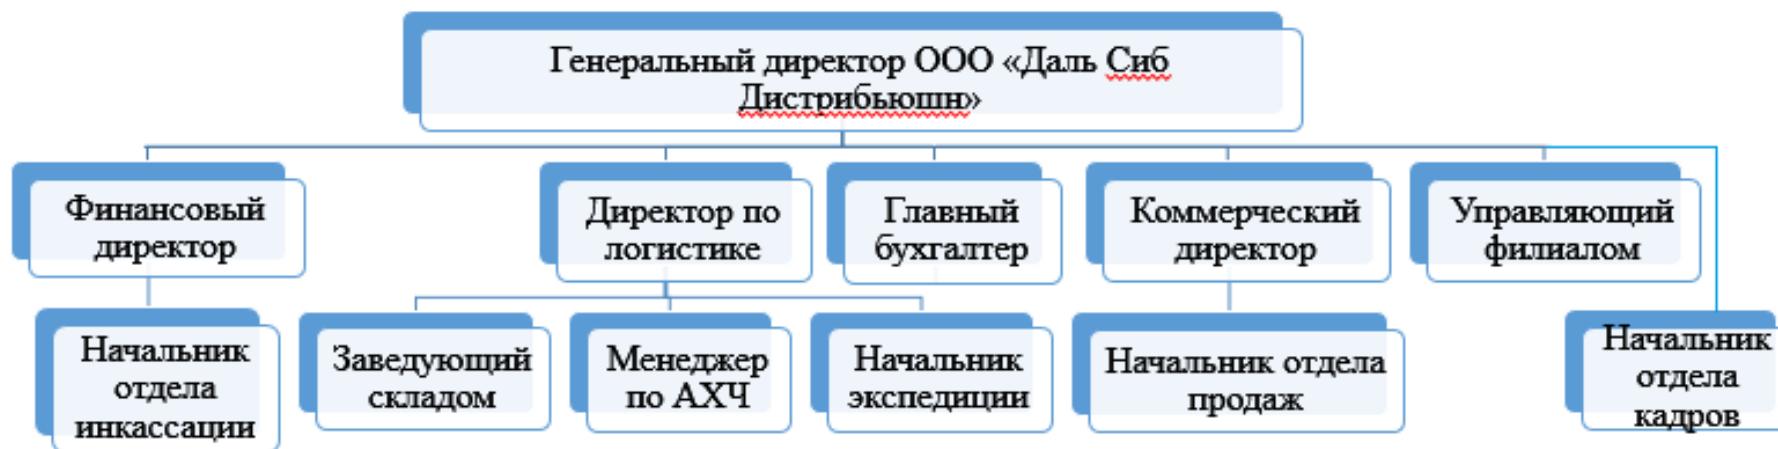 Генеральный директор ООО «Даль Сиб
Дистрибьюшн»
Финансовый
директор
Директор по
логистике
Главный
бухгалтер
Коммерческий
директор
Управляющий
филиалом
Начальник
отдела
инкассации
Заведующий
складом
Менеджер
по АХЧ
Начальник
экспедиции
Начальник отдела
продаж
Начальник
отдела
кадров